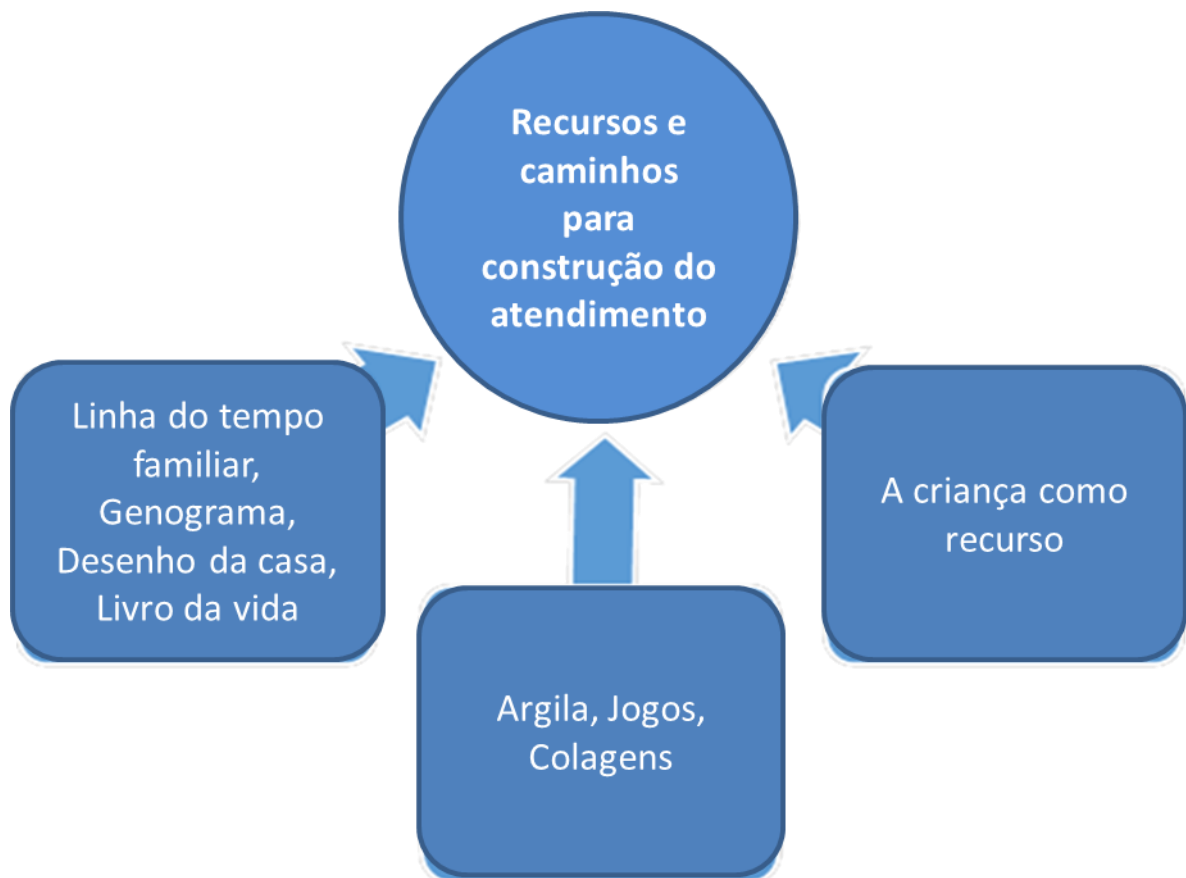 Recursos e
caminhos
para
construção do
atendimento
Linha do tempo
familiar,
Genograma,
Desenho da casa,
Livro da vida
Argila, Jogos,
Colagens
A criança como
recurso